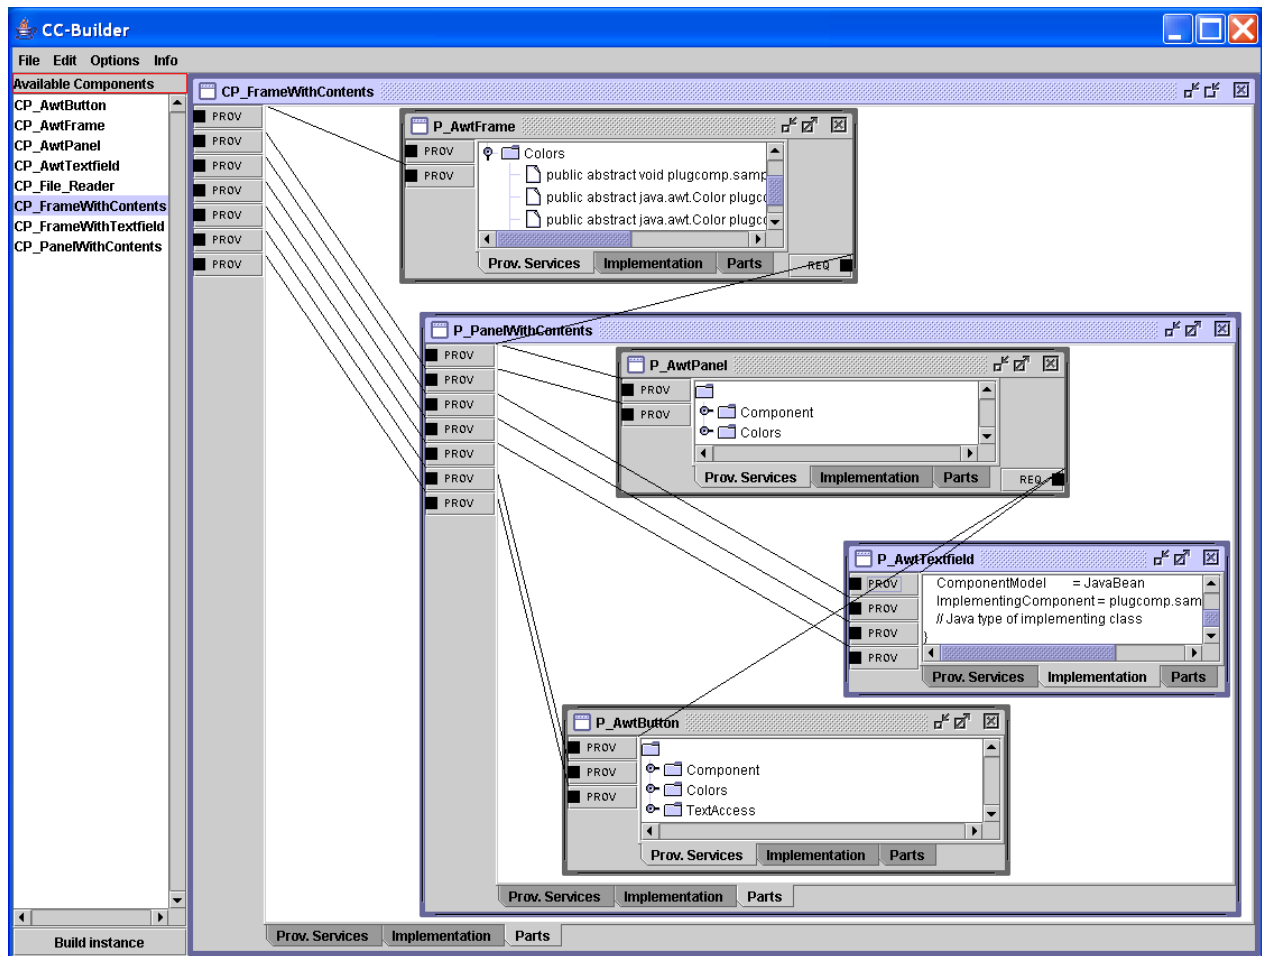 CC-Builder
File Edit Options Info
Available Components
CP_AwtButton
CP_AwtFrame
CP_AwtPanel
CP_AwtTextfield
CP_File_Reader
CP_FrameWithContents
CP_FrameWithTextfield
CP_PanelWithContents
Build instance
CP_FrameWithContents
PROV
PROV
PROV
PROV
PROV
PROV
PROV
P_AwtFrame
PROV
PROV
Colors
public abstract void plugcomp.samp
public abstract java.awt.Color plugco
public abstract java.awt.Color plugco
Prov. Services Implementation Parts
REQ
P_PanelWithContents
PROV
PROV
PROV
PROV
PROV
PROV
PROV
P_AwtPanel
PROV
PROV
Component
Colors
Prov. Services Implementation Parts
REQ
P_AwtTextfield
PROV
PROV
PROV
PROV
ComponentModel = JavaBean
ImplementingComponent = plugcomp.sam
// Java type of implementing class
}
Prov. Services Implementation Parts
P_AwtButton
PROV
PROV
PROV
Component
Colors
TextAccess
Prov. Services Implementation Parts
Prov. Services Implementation Parts
Prov. Services Implementation Parts